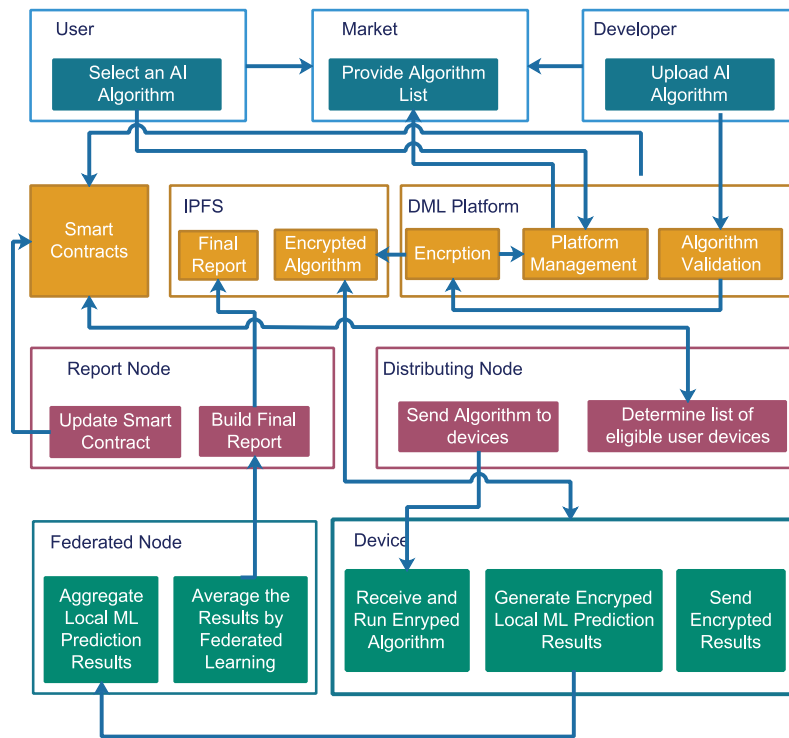 User
Select an AI
Algorithm
Market
Provide Algorithm
List
Developer
Upload AI
Algorithm
Smart
Contracts
IPFS
Final
Report
Encrypted
Algorithm
DML Platform
Encrption
Platform
Management
Algorithm
Validation
Report Node
Update Smart
Contract
Build Final
Report
Distributing Node
Send Algorithm to
devices
Determine list of
eligible user devices
Federated Node
Aggregate
Local ML
Prediction
Results
Average the
Results by
Federated
Learning
Device
Receive and
Run Enryped
Algorithm
Generate Encryped
Local ML Prediction
Results
Send
Encrypted
Results